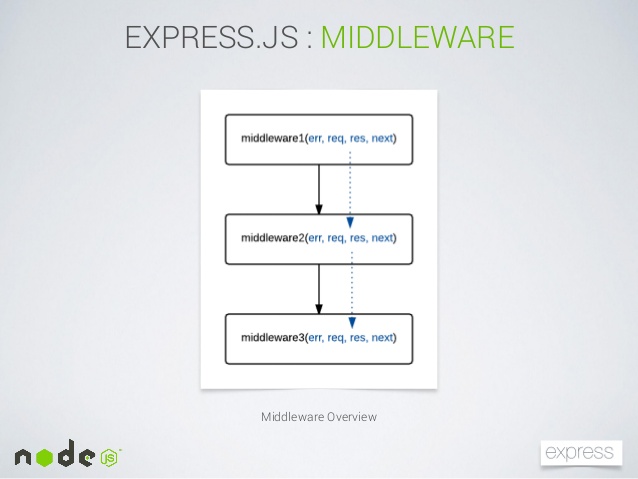 EXPRESS.JS : MIDDLEWARE
middleware1(err, req, res, next)
middleware2(err, req, res, next)
middleware3(err, req, res, next)
Middleware Overview
node JS
express